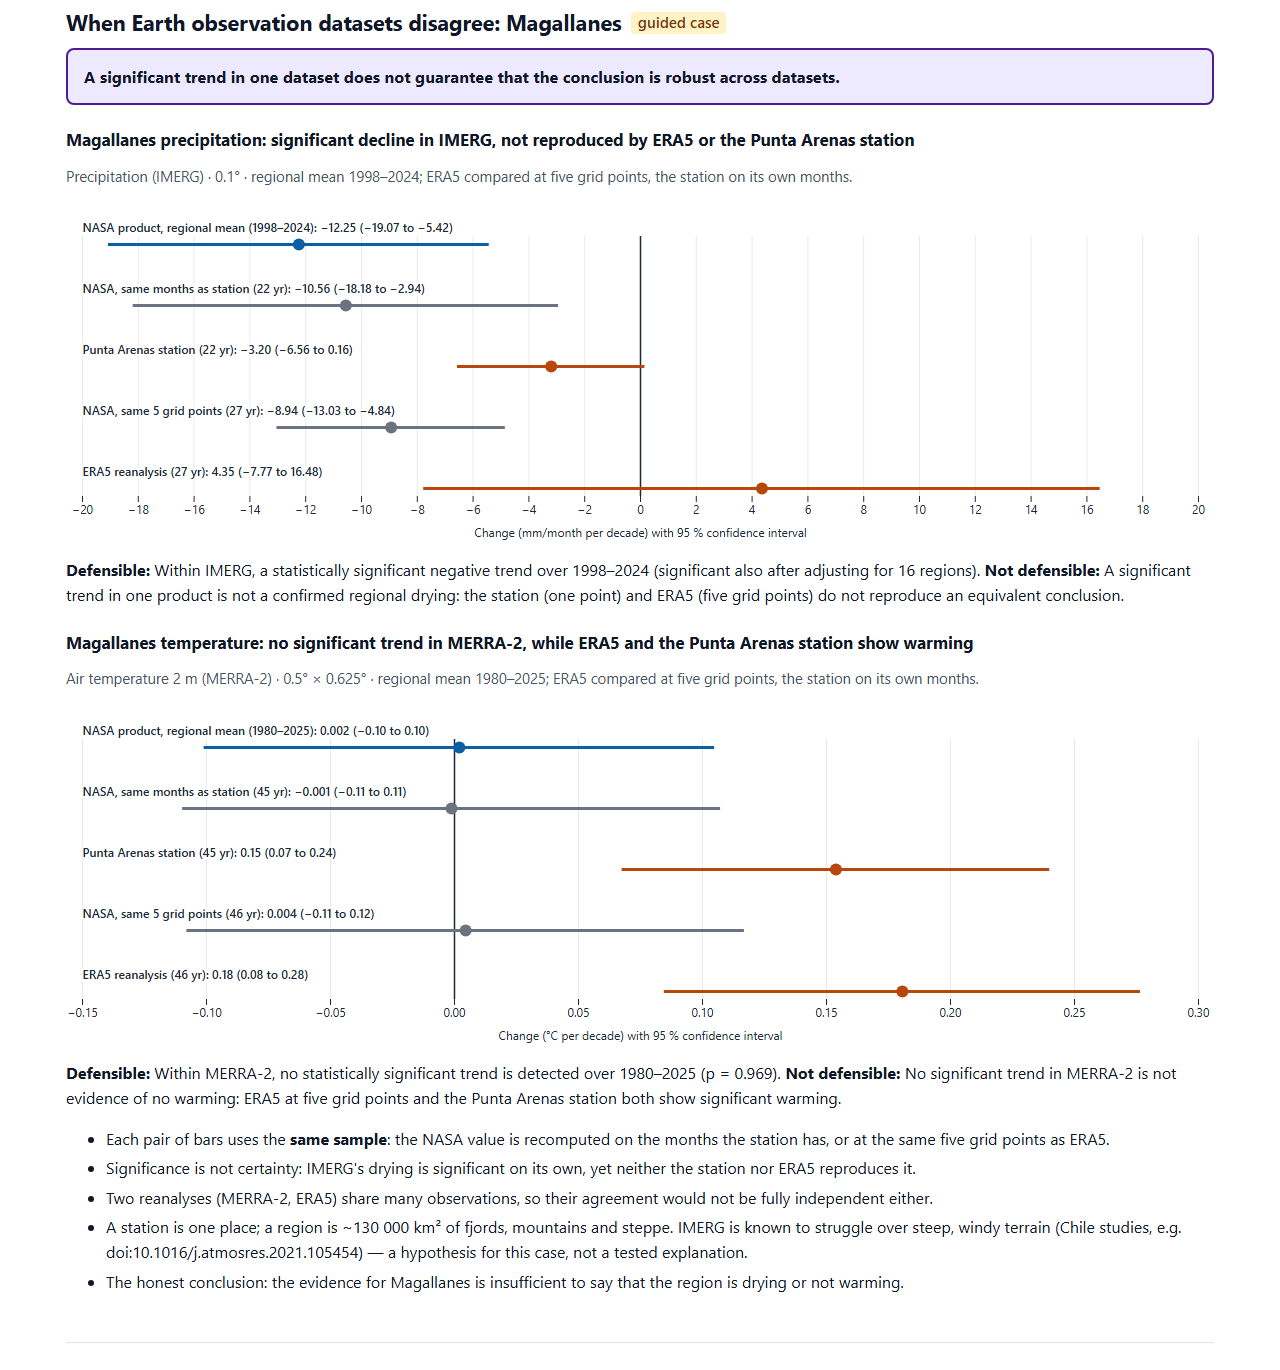 When Earth observation datasets disagree: Magallanes guided case
A significant trend in one dataset does not guarantee that the conclusion is robust across datasets.
Magallanes precipitation: significant decline in IMERG, not reproduced by ERA5 or the Punta Arenas station
Precipitation (IMERG) · 0.1° · regional mean 1998–2024; ERA5 compared at five grid points, the station on its own months.
NASA product, regional mean (1998–2024): −12.25 (−19.07 to −5.42)
NASA, same months as station (22 yr): −10.56 (−18.18 to −2.94)
Punta Arenas station (22 yr): −3.20 (−6.56 to 0.16)
NASA, same 5 grid points (27 yr): −8.94 (−13.03 to −4.84)
ERA5 reanalysis (27 yr): 4.35 (−7.77 to 16.48)
−20 −18 −16 −14 −12 −10 −8 −6 −4 −2 0 2 4 6 8 10 12 14 16 18 20
Change (mm/month per decade) with 95 % confidence interval
Defensible: Within IMERG, a statistically significant negative trend over 1998–2024 (significant also after adjusting for 16 regions). Not defensible: A significant
trend in one product is not a confirmed regional drying: the station (one point) and ERA5 (five grid points) do not reproduce an equivalent conclusion.
Magallanes temperature: no significant trend in MERRA-2, while ERA5 and the Punta Arenas station show warming
Air temperature 2 m (MERRA-2) · 0.5° × 0.625° · regional mean 1980–2025; ERA5 compared at five grid points, the station on its own months.
NASA product, regional mean (1980–2025): 0.002 (−0.10 to 0.10)
NASA, same months as station (45 yr): −0.001 (−0.11 to 0.11)
Punta Arenas station (45 yr): 0.15 (0.07 to 0.24)
NASA, same 5 grid points (46 yr): 0.004 (−0.11 to 0.12)
ERA5 reanalysis (46 yr): 0.18 (0.08 to 0.28)
−0.15 −0.10 −0.05 0.00 0.05 0.10 0.15 0.20 0.25 0.30
Change (°C per decade) with 95 % confidence interval
Defensible: Within MERRA-2, no statistically significant trend is detected over 1980–2025 (p = 0.969). Not defensible: No significant trend in MERRA-2 is not
evidence of no warming: ERA5 at five grid points and the Punta Arenas station both show significant warming.
• Each pair of bars uses the same sample: the NASA value is recomputed on the months the station has, or at the same five grid points as ERA5.
• Significance is not certainty: IMERG's drying is significant on its own, yet neither the station nor ERA5 reproduces it.
• Two reanalyses (MERRA-2, ERA5) share many observations, so their agreement would not be fully independent either.
• A station is one place; a region is ~130 000 km² of fjords, mountains and steppe. IMERG is known to struggle over steep, windy terrain (Chile studies, e.g.
doi:10.1016/j.atmosres.2021.105454) — a hypothesis for this case, not a tested explanation.
• The honest conclusion: the evidence for Magallanes is insufficient to say that the region is drying or not warming.